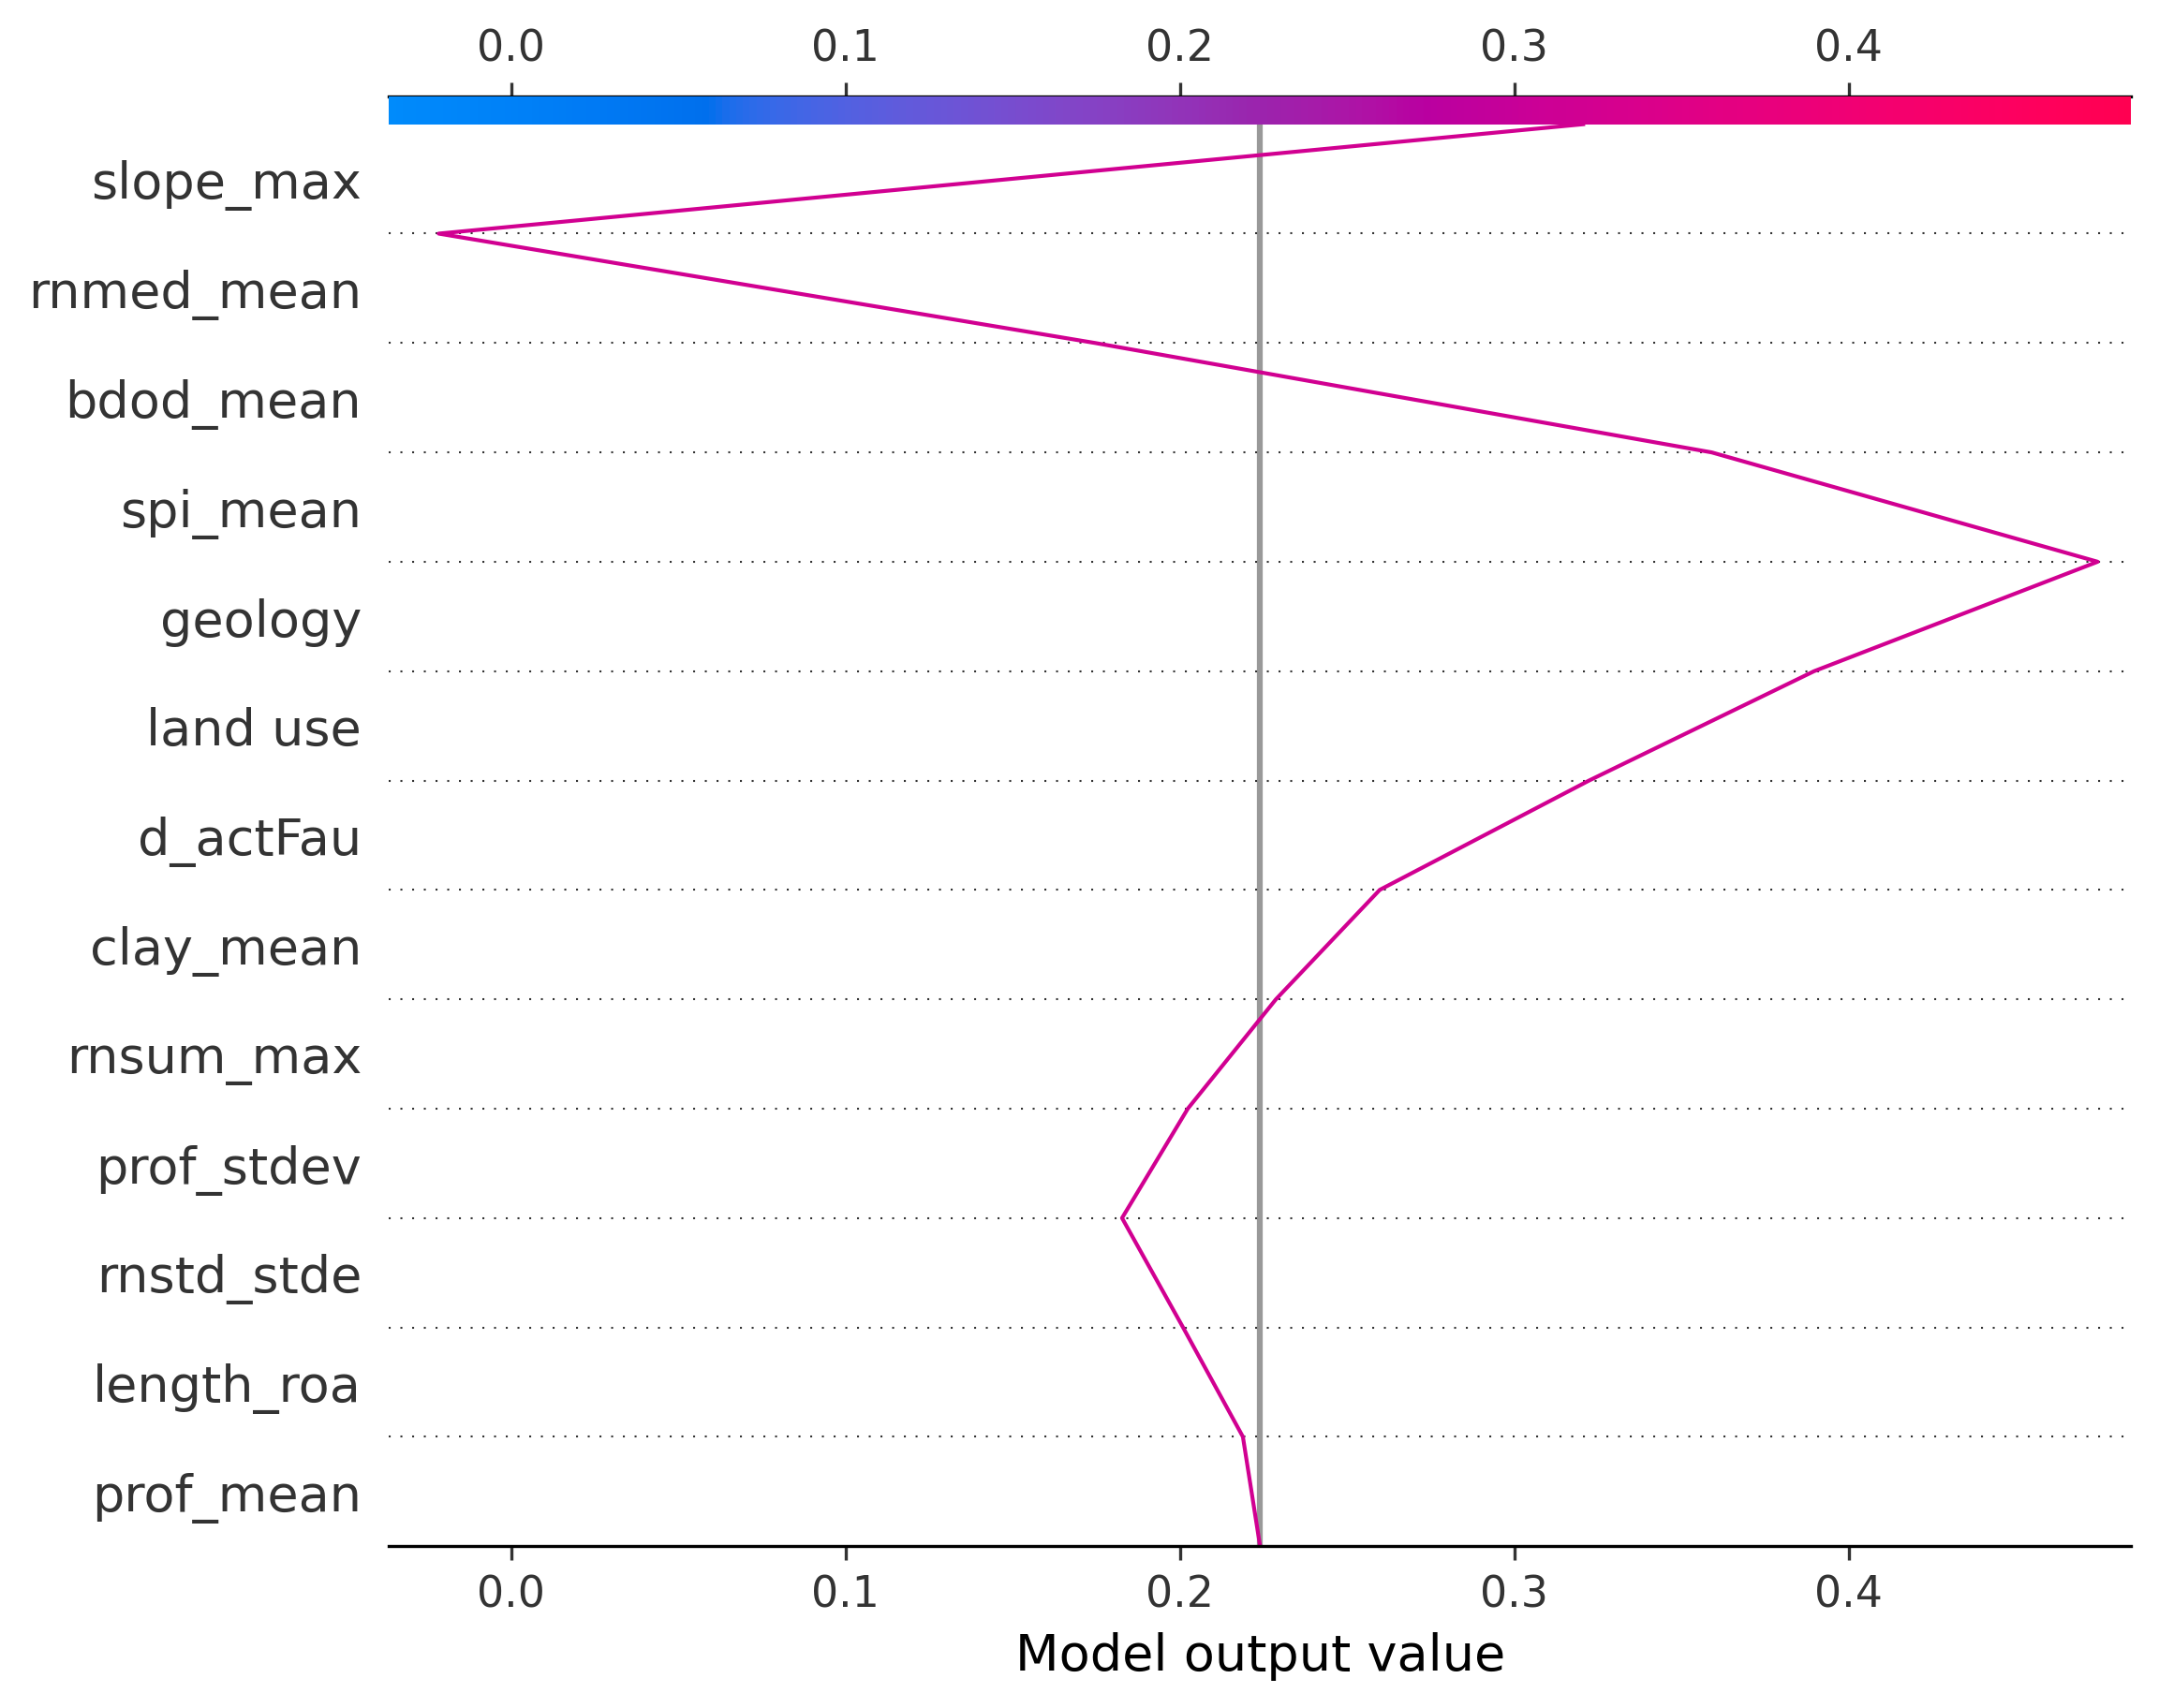 0.0 0.1 0.2 0.3 0.4
slope_max
rnmed_mean
bdod_mean
spi_mean
geology
land use
d_actFau
clay_mean
rnsum_max
prof_stdev
rnstd_stde
length_roa
prof_mean
0.0 0.1 0.2 0.3 0.4
Model output value